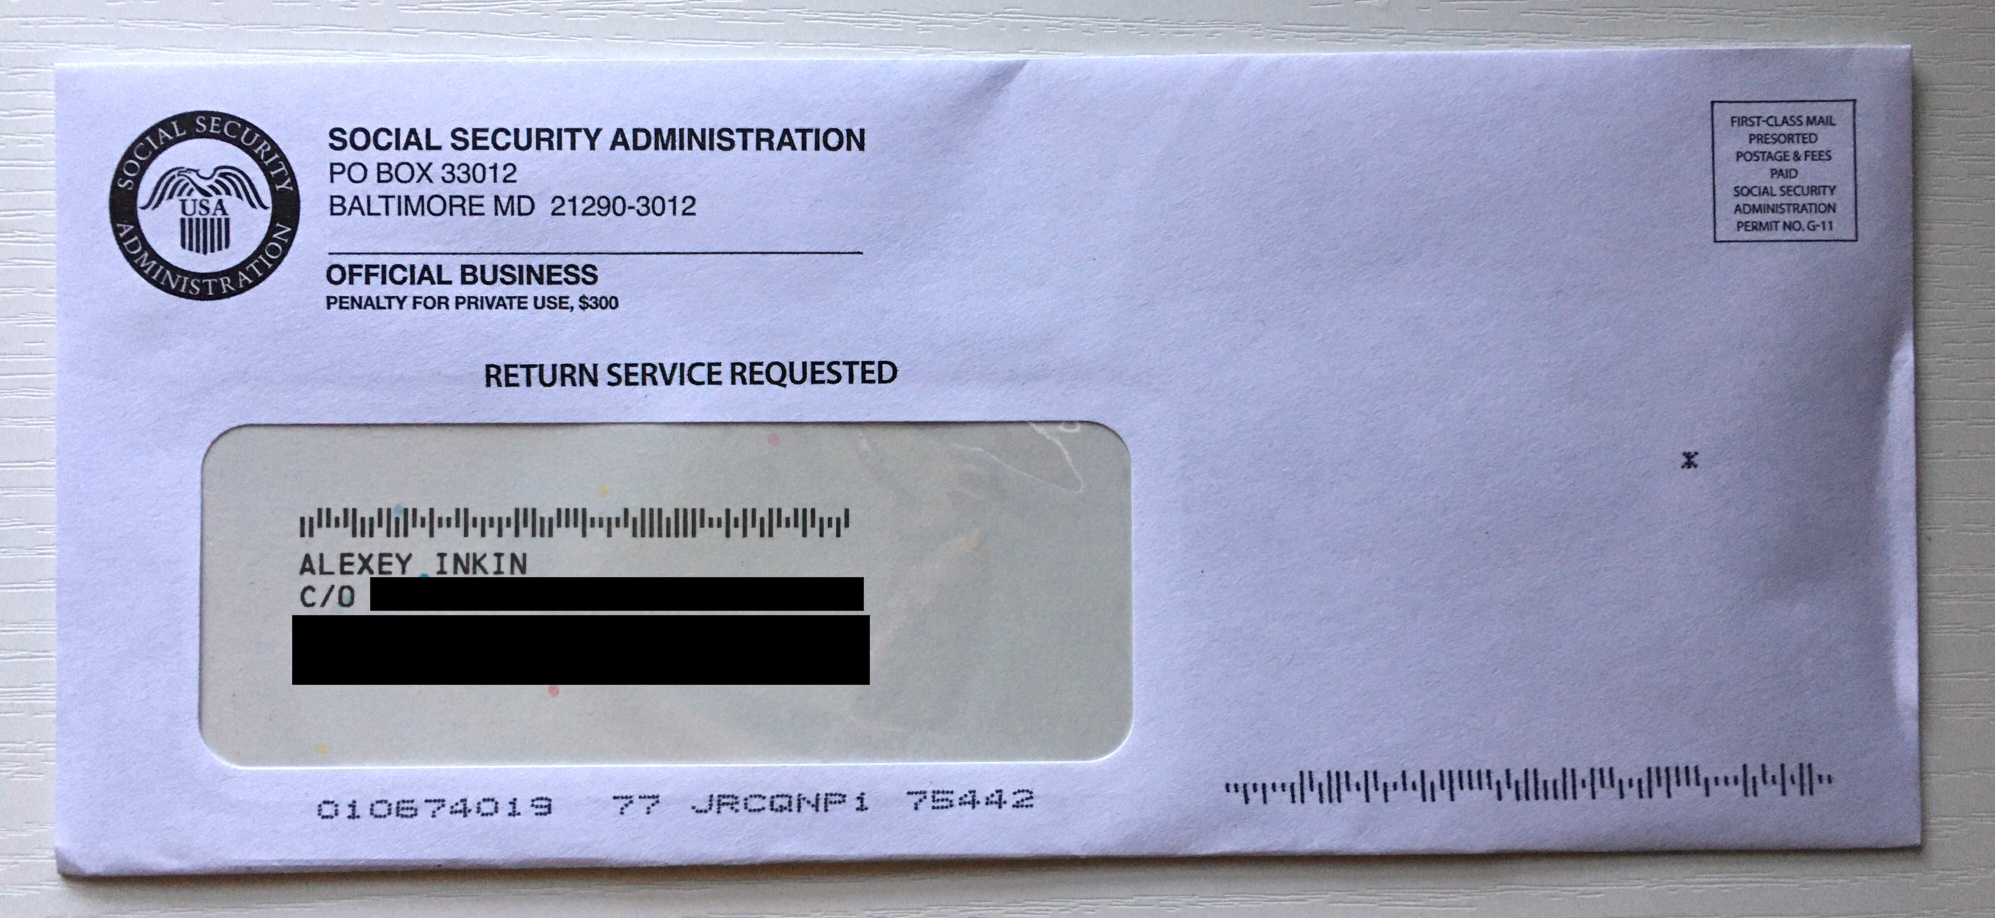 SOCIAL SECURITY ADMINISTRATION
USA
SOCIAL SECURITY ADMINISTRATION
PO BOX 33012
BALTIMORE MD 21290-3012
OFFICIAL BUSINESS
PENALTY FOR PRIVATE USE, $300
FIRST-CLASS MAIL
PRESORTED
POSTAGE & FEES
PAID
SOCIAL SECURITY
ADMINISTRATION
PERMIT NO. G-11
RETURN SERVICE REQUESTED
ALEXEY INKIN
C/O
010674019 77 JRCQNP1 75442